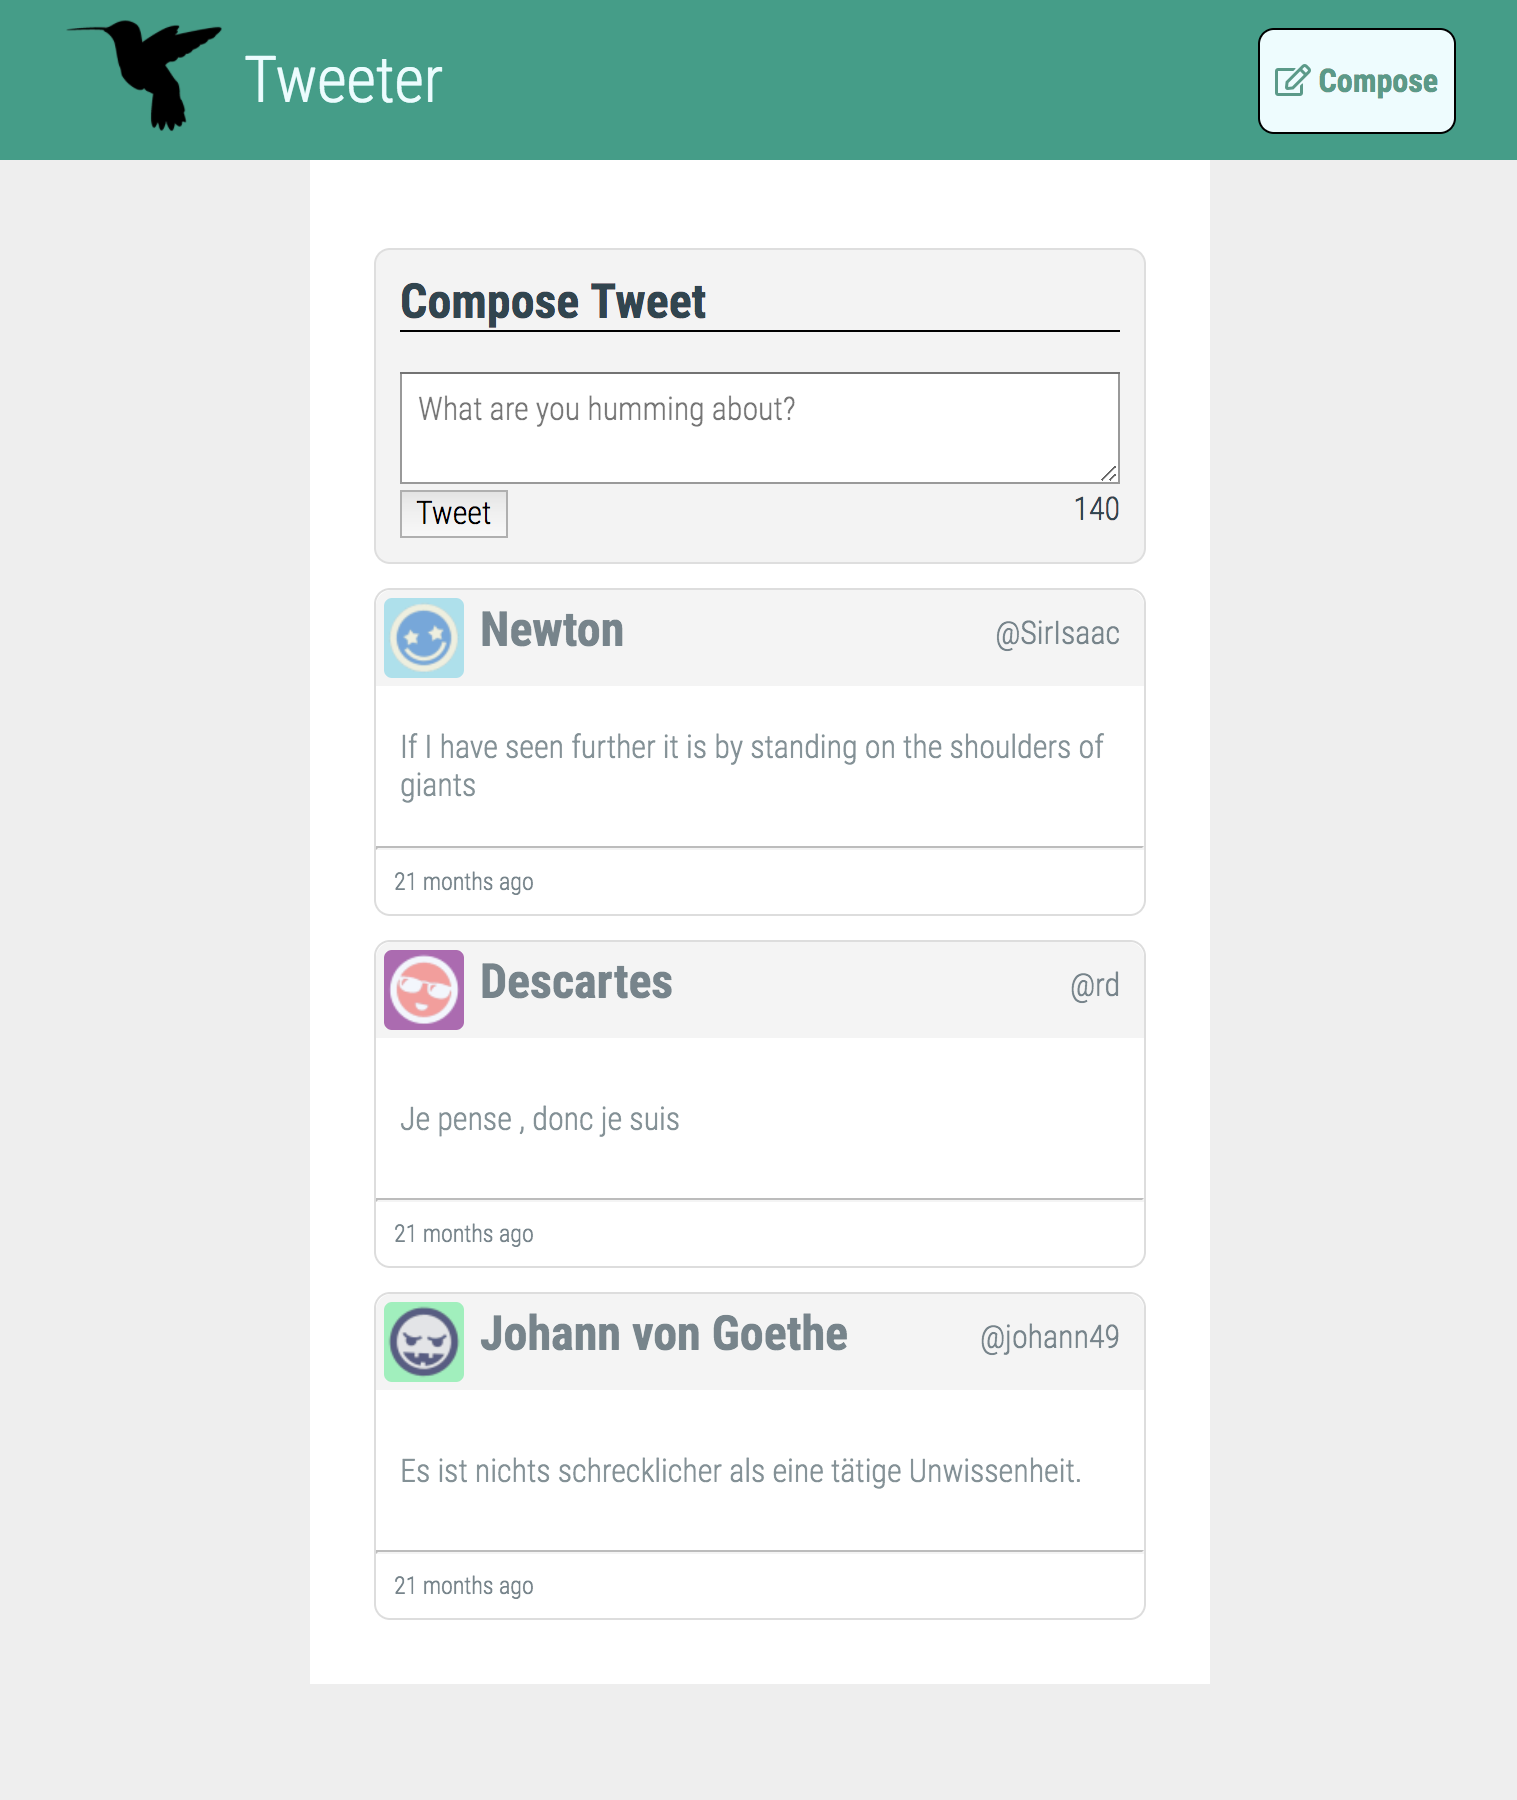 Tweeter
Compose
Compose Tweet
What are you humming about?
Tweet
140
Newton
@SirIsaac
If I have seen further it is by standing on the shoulders of
giants
21 months ago
Descartes
@rd
Je pense , donc je suis
21 months ago
Johann von Goethe
@johann49
Es ist nichts schrecklicher als eine tätige Unwissenheit.
21 months ago